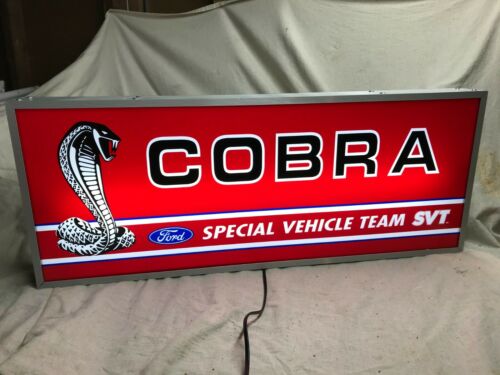 COBRA
Ford SPECIAL VEHICLE TEAM SVT